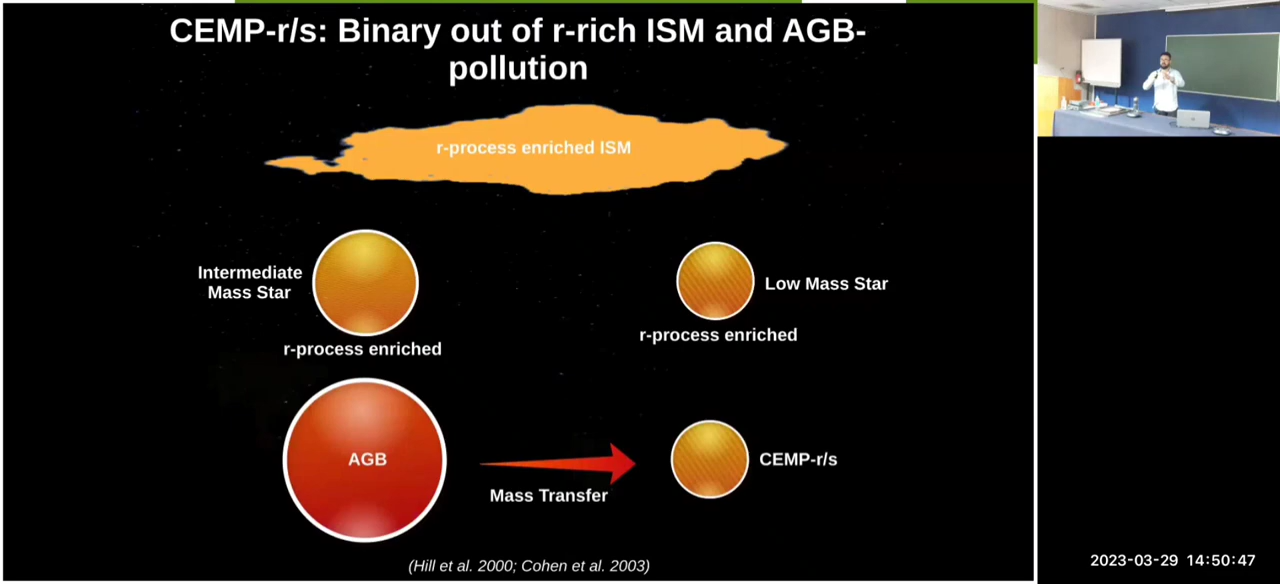 CEMP-r/s: Binary out of r-rich ISM and AGB-
pollution
r-process enriched ISM
Intermediate
Mass Star
r-process enriched
Low Mass Star
r-process enriched
AGB
Mass Transfer
CEMP-r/s
(Hill et al. 2000; Cohen et al. 2003)
2023-03-29 14:50:47